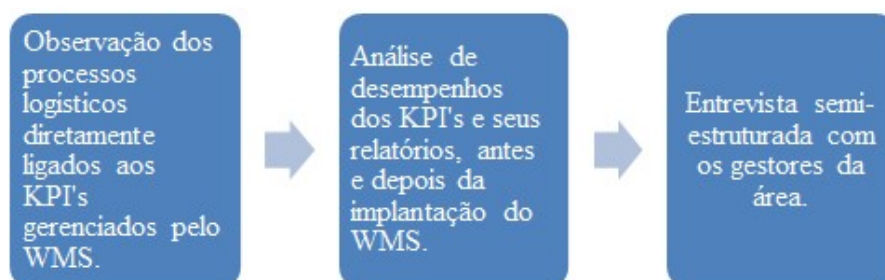 Observação dos
processos
logísticos
diretamente
ligados aos
KPI's
gerenciados pelo
WMS.
Análise de
desempenhos
dos KPI's e seus
relatórios, antes
e depois da
implantação do
WMS.
Entrevista semi-
estruturada com
os gestores da
área.